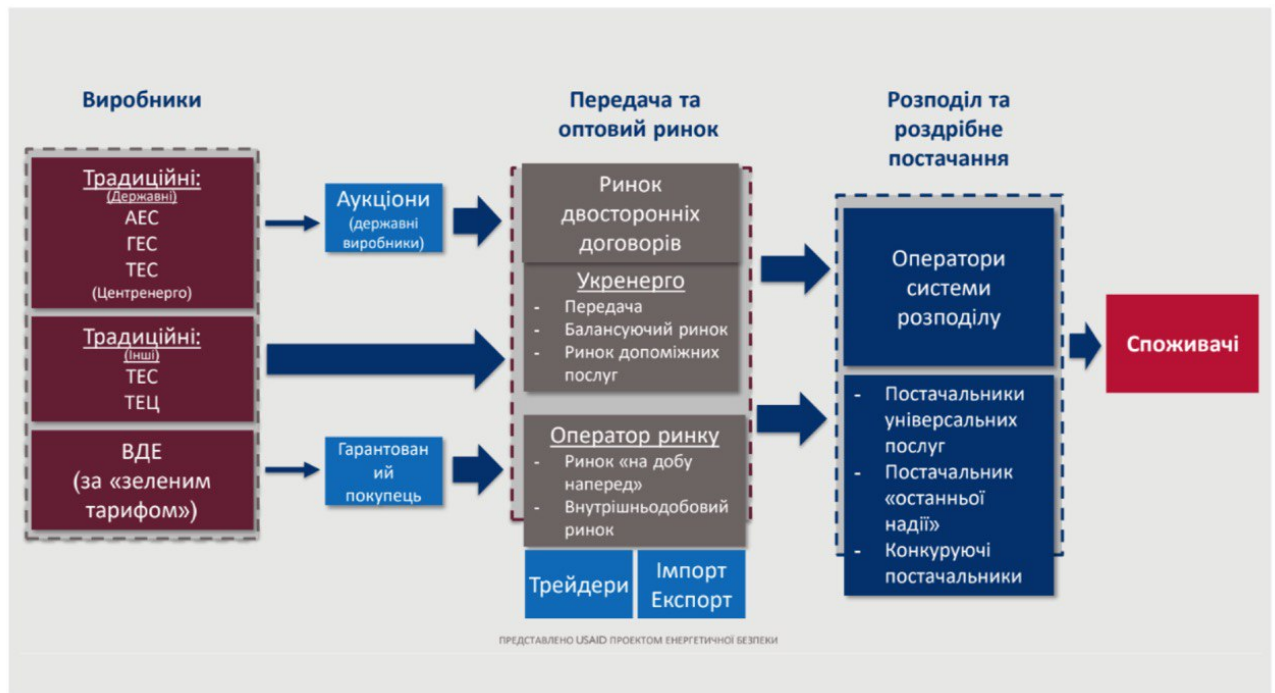 Виробники
Традиційні:
(Державні)
АЕС
ГЕС
ТЕС
(Центренерго)
Традиційні:
(Інші)
ТЕС
ТЕЦ
ВДЕ
(за «зеленим
тарифом»)
Аукціони
(державні
виробники)
Гарантован
ий
покупець
Передача та
оптовий ринок
Ринок
двосторонніх
договорів
Укренерго
- Передача
- Балансуючий ринок
- Ринок допоміжних
послуг
Оператор ринку
- Ринок «на добу
наперед»
- Внутрішньодобовий
ринок
Трейдери
Імпорт
Експорт
Розподіл та
роздрібне
постачання
Оператори
системи
розподілу
- Постачальники
універсальних
послуг
- Постачальник
«останньої
надії»
- Конкуруючі
постачальники
Споживачі
ПРЕДСТАВЛЕНО USAID ПРОЕКТОМ ЕНЕРГЕТИЧНОЇ БЕЗПЕКИ